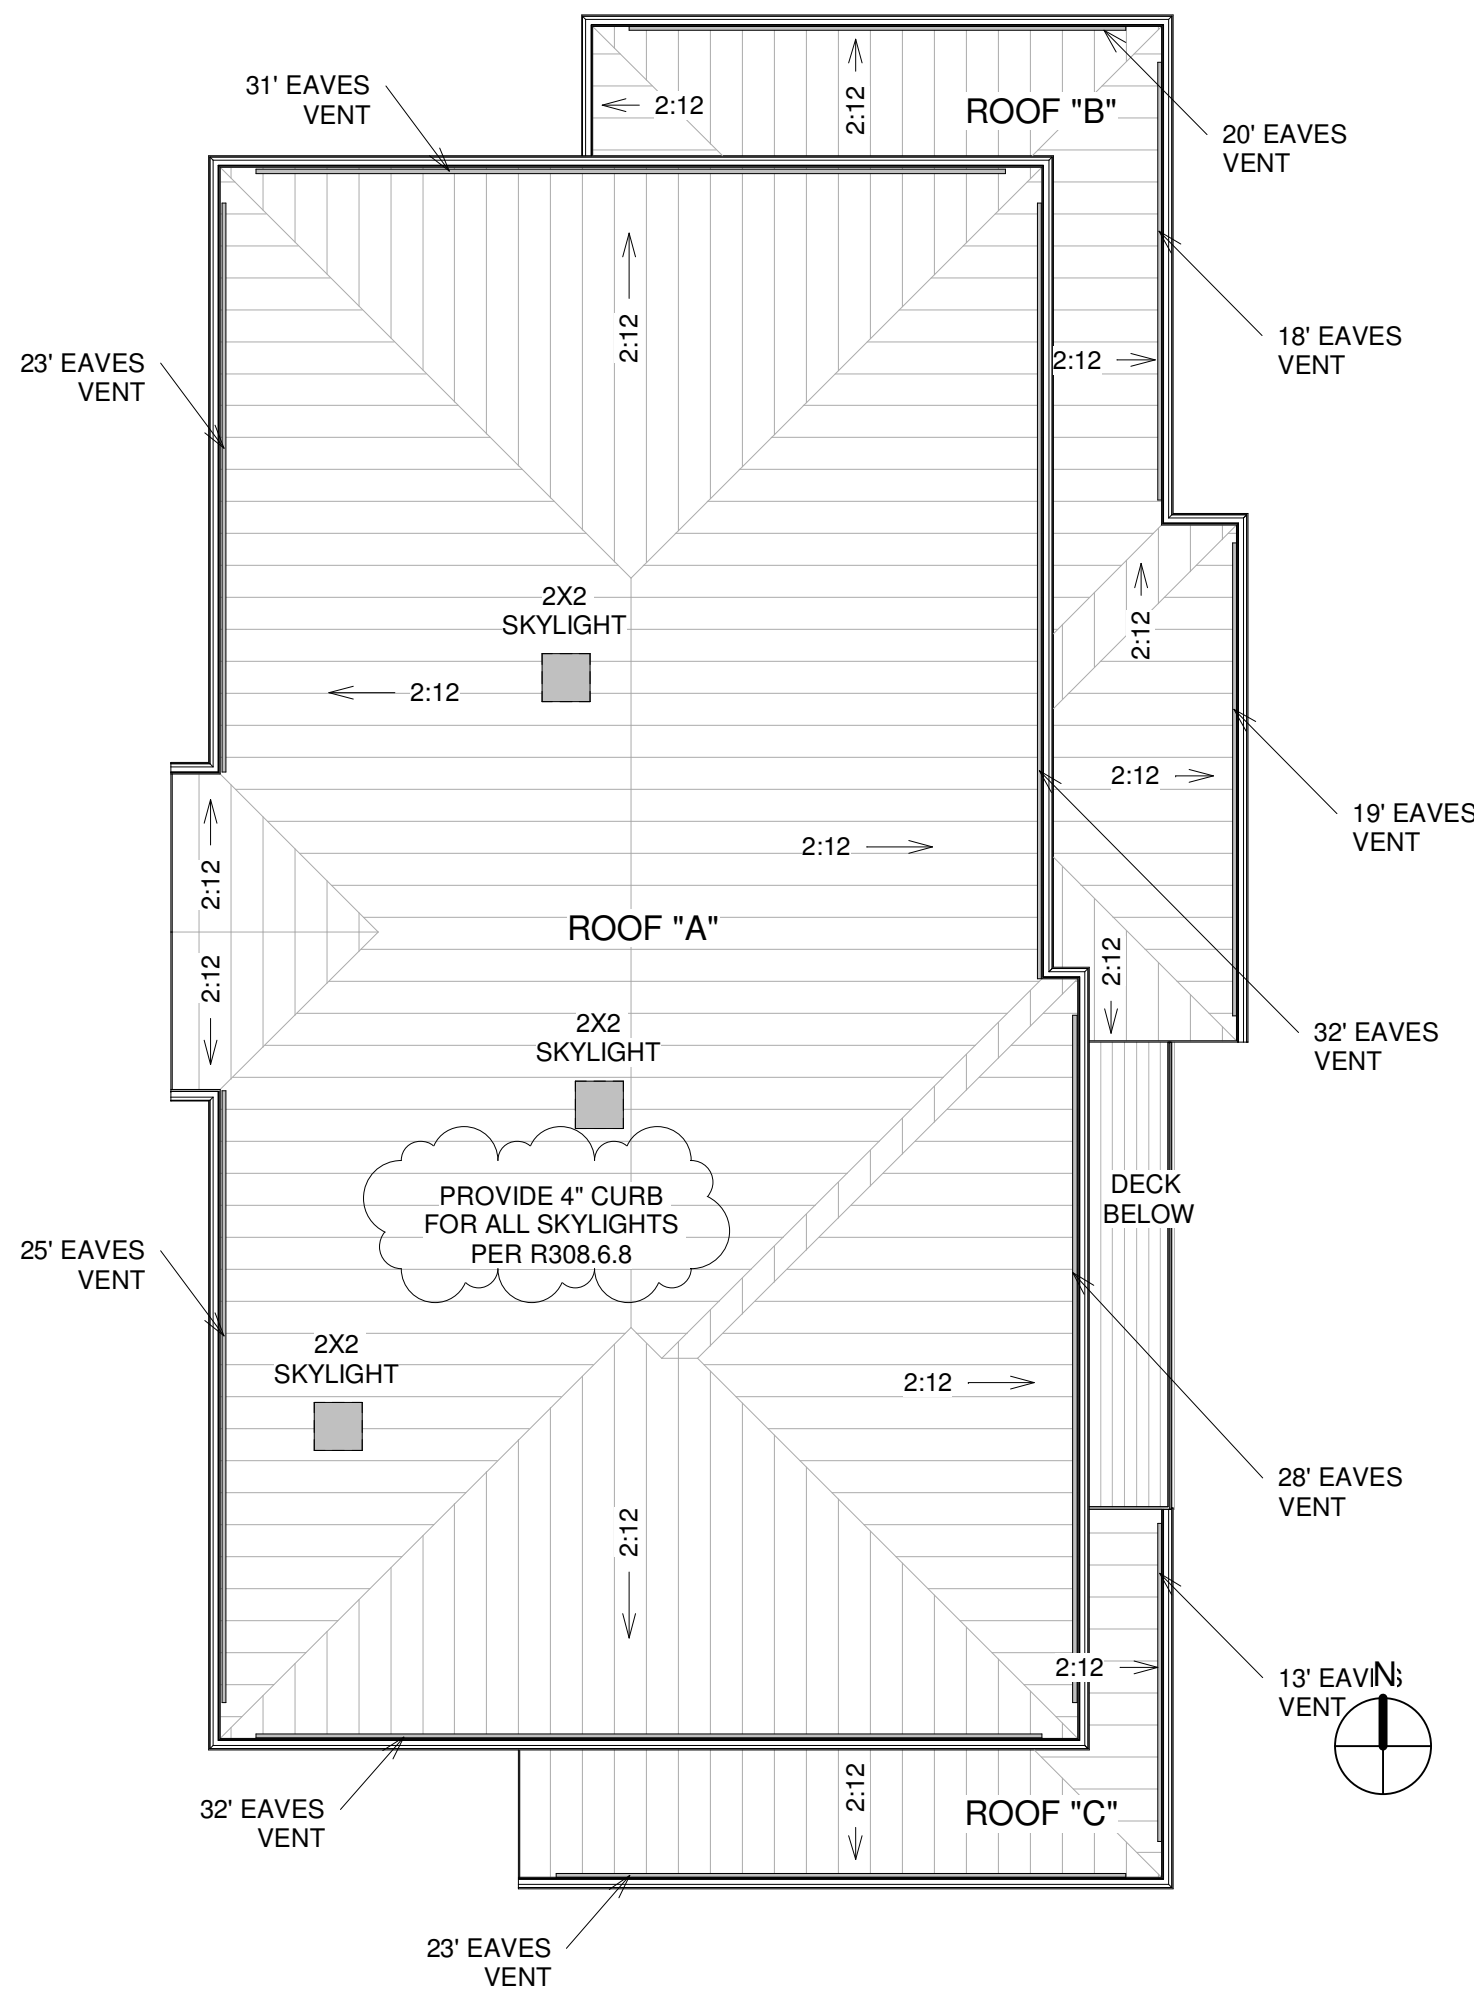 31' EAVES
VENT
2:12
2:12
ROOF "B"
20' EAVES
VENT
23' EAVES
VENT
2:12
2:12
18' EAVES
VENT
2X2
SKYLIGHT
2:12
2:12
2:12
19' EAVES
VENT
2:12
2:12
ROOF "A"
2:12
2:12
2X2
SKYLIGHT
32' EAVES
VENT
PROVIDE 4" CURB
FOR ALL SKYLIGHTS
PER R308.6.8
DECK
BELOW
25' EAVES
VENT
2X2
SKYLIGHT
2:12
28' EAVES
VENT
2:12
2:12
13' EAVES
VENT
N
32' EAVES
VENT
2:12
ROOF "C"
23' EAVES
VENT